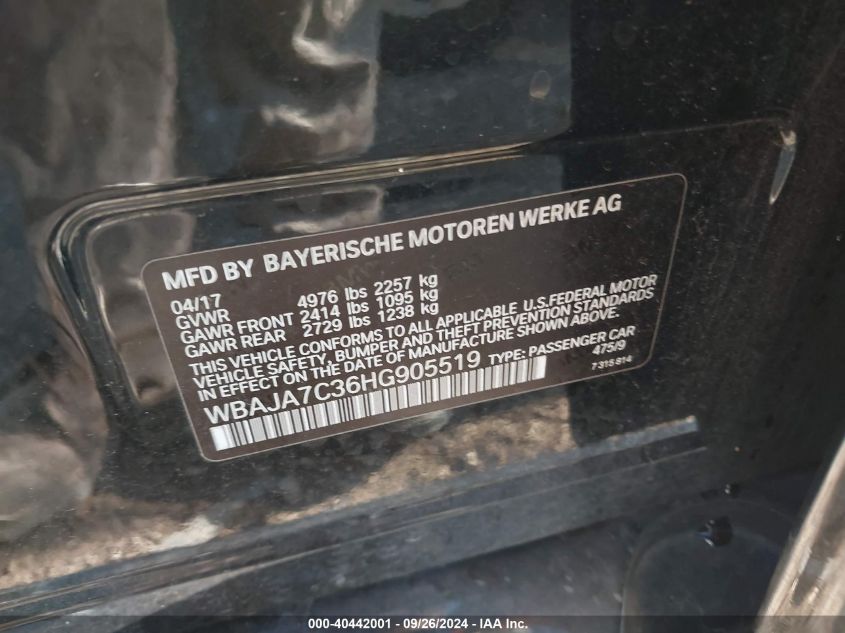 MFD BY BAYERISCHE MOTOREN WERKE AG
04/17
GVWR 4976 lbs 2257 kg
GAWR FRONT 2414 lbs 1095 kg
GAWR REAR 2729 lbs 1238 kg
THIS VEHICLE CONFORMS TO ALL APPLICABLE U.S.FEDERAL MOTOR
VEHICLE SAFETY, BUMPER AND THEFT PREVENTION STANDARDS
IN EFFECT ON THE DATE OF MANUFACTURE SHOWN ABOVE.
WBAJA7C36HG905519 TYPE: PASSENGER CAR
475/9
7 315 814
000-40442001 - 09/26/2024 - IAA Inc.